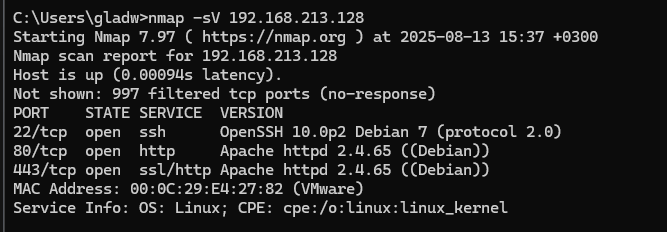 C:\Users\gladw>nmap -sV 192.168.213.128
Starting Nmap 7.97 ( https://nmap.org ) at 2025-08-13 15:37 +0300
Nmap scan report for 192.168.213.128
Host is up (0.00094s latency).
Not shown: 997 filtered tcp ports (no-response)
PORT    STATE SERVICE  VERSION
22/tcp  open  ssh      OpenSSH 10.0p2 Debian 7 (protocol 2.0)
80/tcp  open  http     Apache httpd 2.4.65 ((Debian))
443/tcp open  ssl/http Apache httpd 2.4.65 ((Debian))
MAC Address: 00:0C:29:E4:27:82 (VMware)
Service Info: OS: Linux; CPE: cpe:/o:linux:linux_kernel